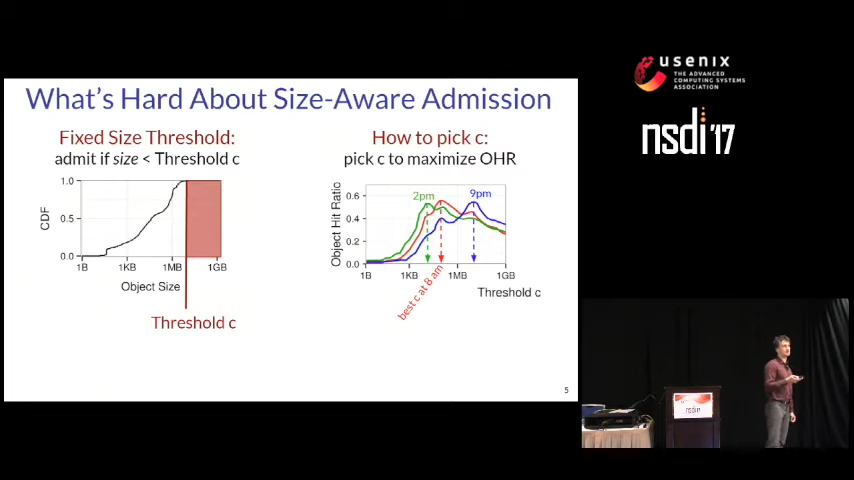 What's Hard About Size-Aware Admission
Fixed Size Threshold:
admit if size < Threshold c
CDF
1.0
0.5
0.0
1B
1KB
1MB
1GB
Object Size
Threshold c
How to pick c:
pick c to maximize OHR
Object Hit Ratio
0.6
0.4
0.2
0.0
2pm
9pm
1B
1KB
1MB
1GB
best c at 8 am
Threshold c
5
usenix
THE ADVANCED
COMPUTING SYSTEMS
ASSOCIATION
nsdi '17
nsdi